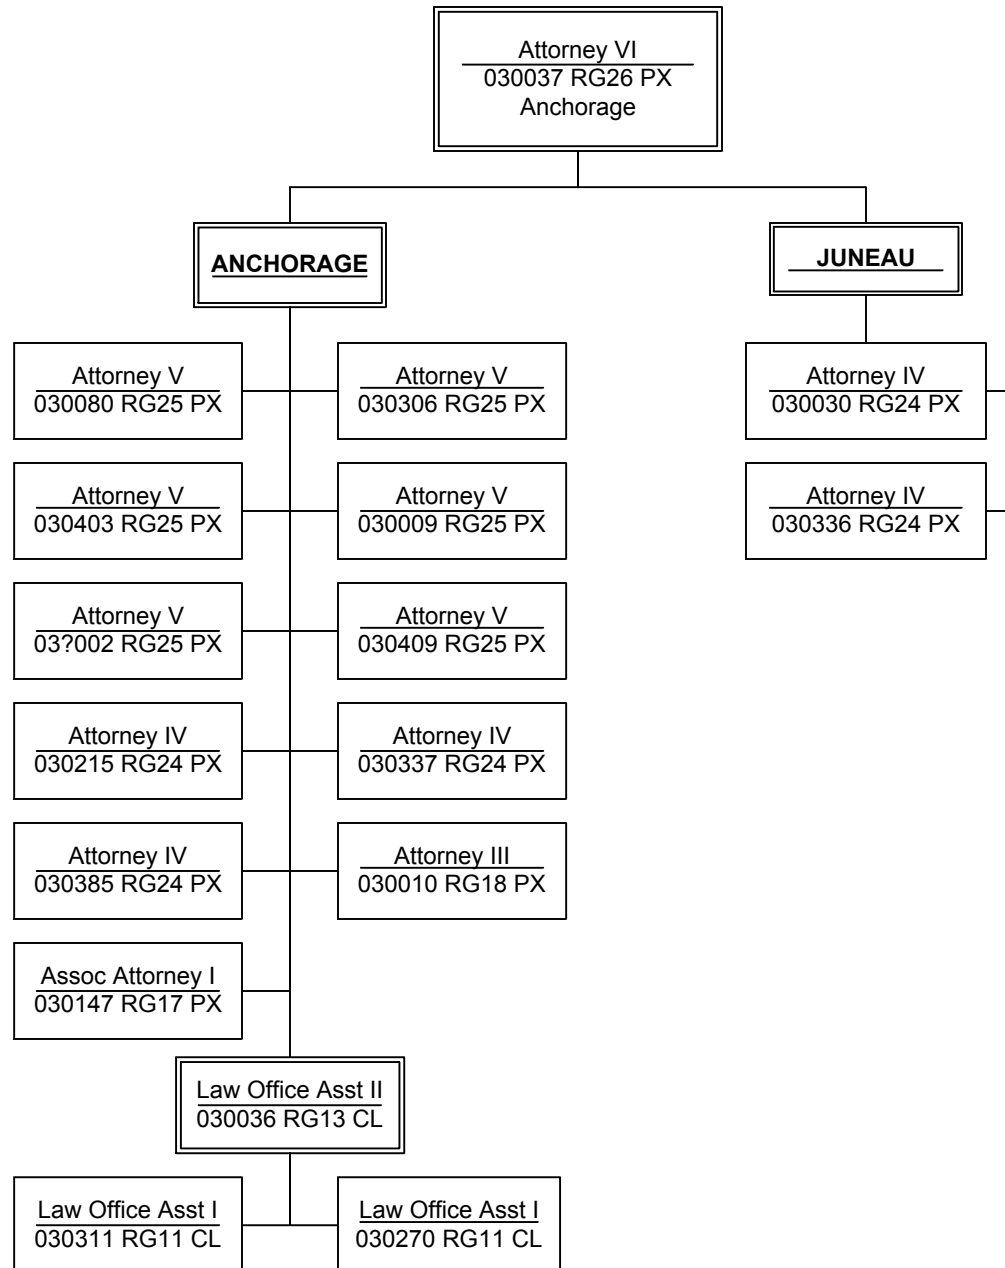 Attorney VI
030037 RG26 PX
Anchorage
ANCHORAGE
JUNEAU
Attorney V
030080 RG25 PX
Attorney V
030306 RG25 PX
Attorney IV
030030 RG24 PX
Attorney V
030403 RG25 PX
Attorney V
030009 RG25 PX
Attorney IV
030336 RG24 PX
Attorney V
03?002 RG25 PX
Attorney V
030409 RG25 PX
Attorney IV
030215 RG24 PX
Attorney IV
030337 RG24 PX
Attorney IV
030385 RG24 PX
Attorney III
030010 RG18 PX
Assoc Attorney I
030147 RG17 PX
Law Office Asst II
030036 RG13 CL
Law Office Asst I
030311 RG11 CL
Law Office Asst I
030270 RG11 CL